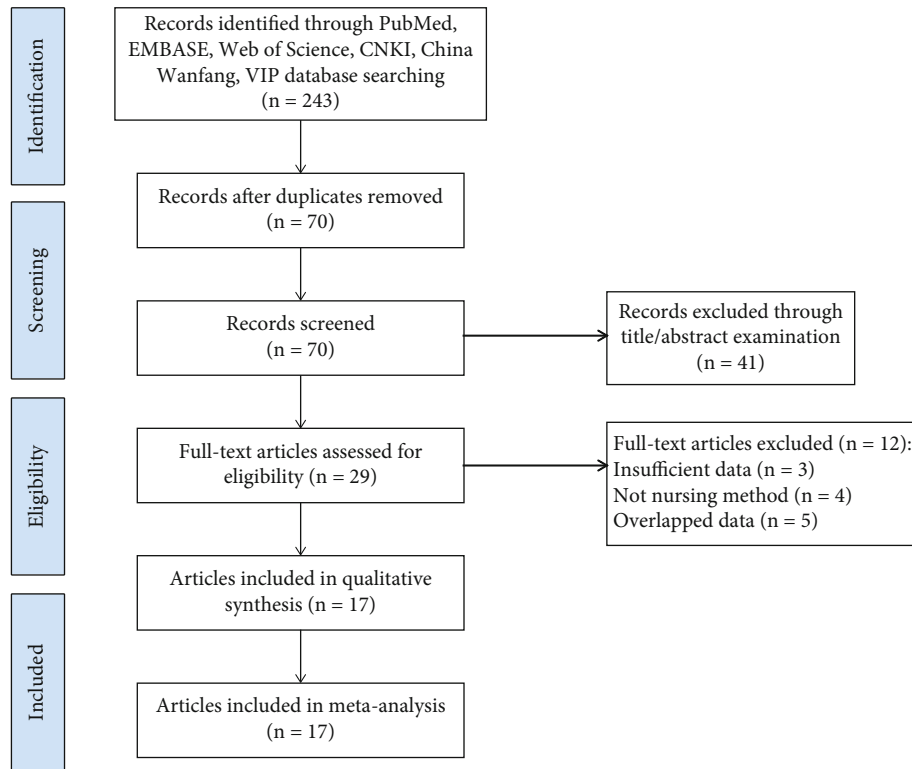 Identification
Records identified through PubMed,
EMBASE, Web of Science, CNKI, China
Wanfang, VIP database searching
(n = 243)
Records after duplicates removed
(n = 70)
Screening
Records screened
(n = 70)
Records excluded through
title/abstract examination
(n = 41)
Eligibility
Full-text articles assessed for
eligibility (n = 29)
Full-text articles excluded (n = 12):
Insufficient data (n = 3)
Not nursing method (n = 4)
Overlapped data (n = 5)
Articles included in qualitative
synthesis (n = 17)
Included
Articles included in meta-analysis
(n = 17)